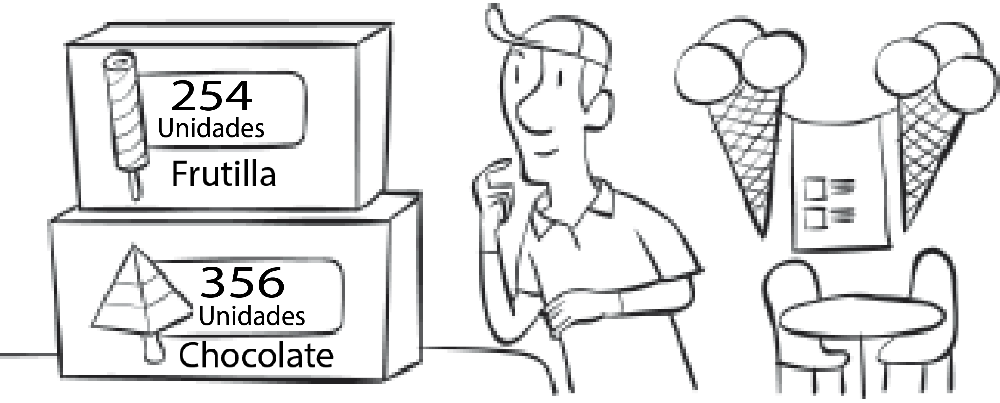 254
Unidades
Frutilla
356
Unidades
Chocolate